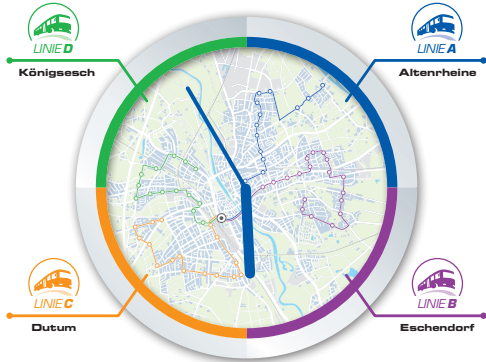 LINIE D
Königsesch
LINIE A
Altenrheine
LINIE C
Dutum
LINIE B
Eschendorf